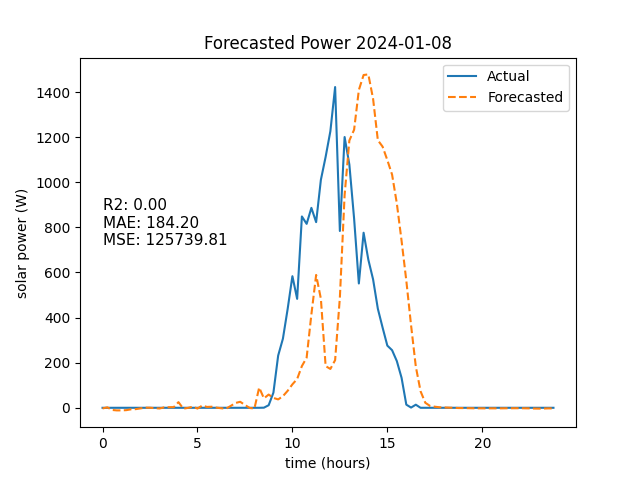 Forecasted Power 2024-01-08
Actual
Forecasted
R2: 0.00
MAE: 184.20
MSE: 125739.81
solar power (W)
1400
1200
1000
800
600
400
200
0
0 5 10 15 20
time (hours)